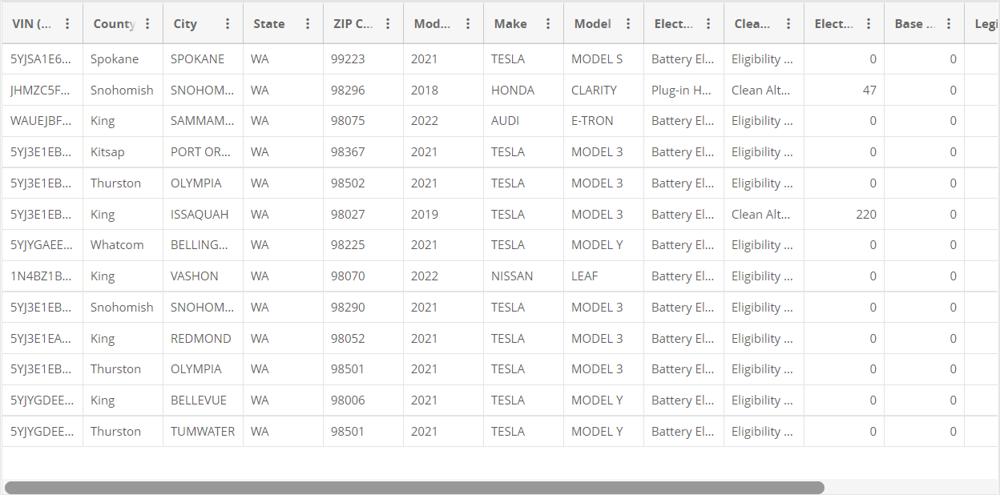 VIN (... County City State ZIP C... Mod... Make Model Elect... Clea... Elect... Base ... Legi
5YJSA1E6... Spokane SPOKANE WA 99223 2021 TESLA MODEL S Battery El... Eligibility ... 0 0
JHMZC5F... Snohomish SNOHOM... WA 98296 2018 HONDA CLARITY Plug-in H... Clean Alt... 47 0
WAUEJBF... King SAMMAM... WA 98075 2022 AUDI E-TRON Battery El... Eligibility ... 0 0
5YJ3E1EB... Kitsap PORT OR... WA 98367 2021 TESLA MODEL 3 Battery El... Eligibility ... 0 0
5YJ3E1EB... Thurston OLYMPIA WA 98502 2021 TESLA MODEL 3 Battery El... Eligibility ... 0 0
5YJ3E1EB... King ISSAQUAH WA 98027 2019 TESLA MODEL 3 Battery El... Clean Alt... 220 0
5YJYGAEE... Whatcom BELLING... WA 98225 2021 TESLA MODEL Y Battery El... Eligibility ... 0 0
1N4BZ1B... King VASHON WA 98070 2022 NISSAN LEAF Battery El... Eligibility ... 0 0
5YJ3E1EB... Snohomish SNOHOM... WA 98290 2021 TESLA MODEL 3 Battery El... Eligibility ... 0 0
5YJ3E1EA... King REDMOND WA 98052 2021 TESLA MODEL 3 Battery El... Eligibility ... 0 0
5YJ3E1EB... Thurston OLYMPIA WA 98501 2021 TESLA MODEL 3 Battery El... Eligibility ... 0 0
5YJYGDEE... King BELLEVUE WA 98006 2021 TESLA MODEL Y Battery El... Eligibility ... 0 0
5YJYGDEE... Thurston TUMWATER WA 98501 2021 TESLA MODEL Y Battery El... Eligibility ... 0 0